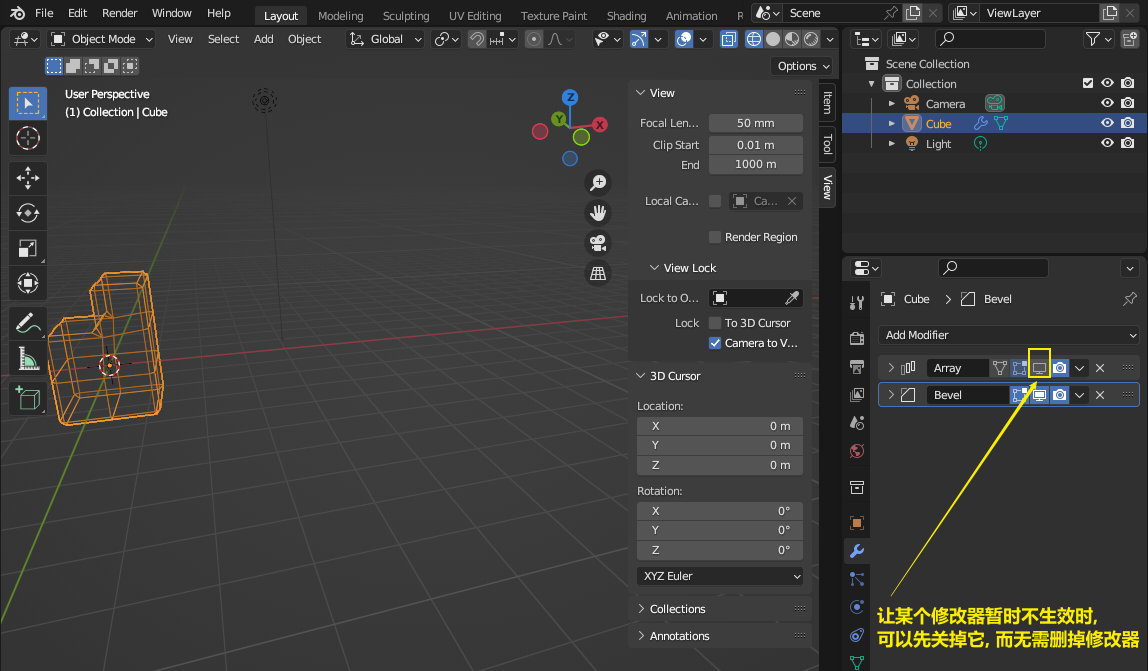 File Edit Render Window Help Layout Modeling Sculpting UV Editing Texture Paint Shading Animation R Scene ViewLayer
Object Mode View Select Add Object Global
Options
User Perspective
(1) Collection | Cube
Z
Y
X
Item
Tool
View
View
Focal Len... 50 mm
Clip Start 0.01 m
End 1000 m
Local Ca... Ca...
Render Region
View Lock
Lock to O...
Lock To 3D Cursor
Camera to V...
3D Cursor
Location:
X 0 m
Y 0 m
Z 0 m
Rotation:
X 0°
Y 0°
Z 0°
XYZ Euler
Collections
Annotations
Scene Collection
Collection
Camera
Cube
Light
Cube Bevel
Add Modifier
Array
Bevel
让某个修改器暂时不生效时,
可以先关掉它, 而无需删掉修改器